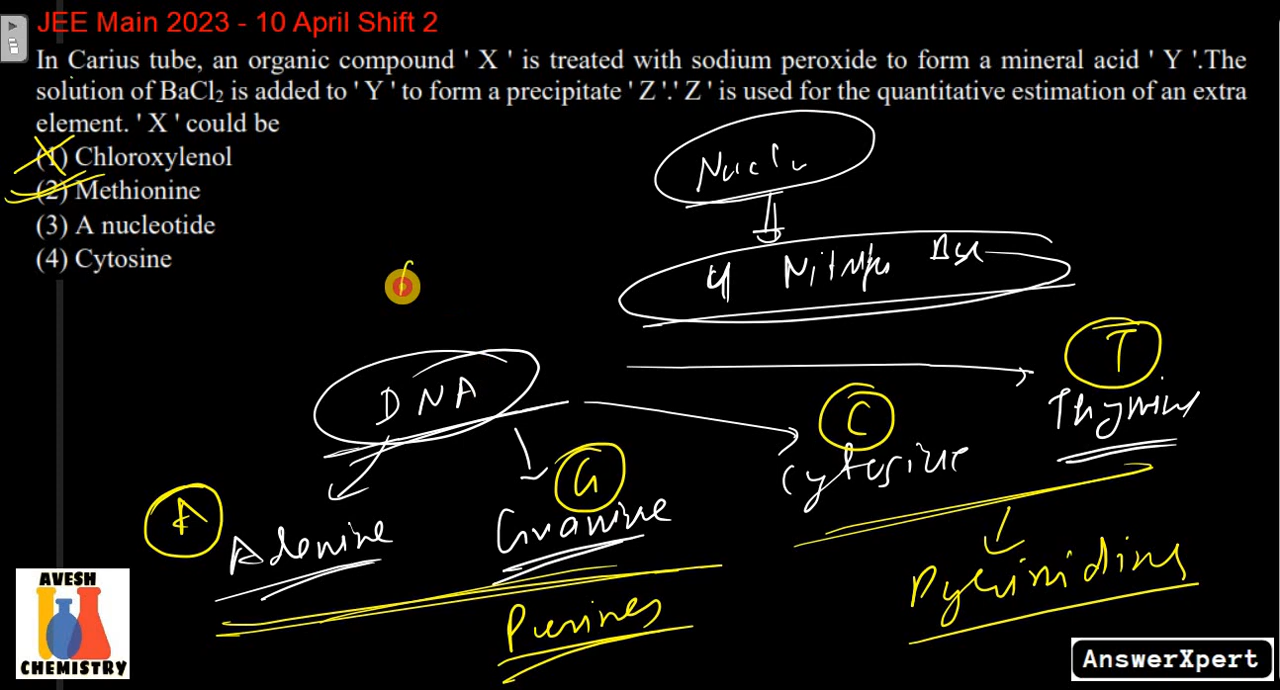 JEE Main 2023 - 10 April Shift 2
In Carius tube, an organic compound ' X ' is treated with sodium peroxide to form a mineral acid ' Y '.The
solution of BaCl₂ is added to ' Y ' to form a precipitate ' Z '.' Z ' is used for the quantitative estimation of an extra
element. ' X ' could be
(1) Chloroxylenol
(2) Methionine
(3) A nucleotide
(4) Cytosine
4
DNA
T
Thymine
C
Cytosine
G
Guanine
A
Adenine
Purines
AVESH
CHEMISTRY
AnswerXpert